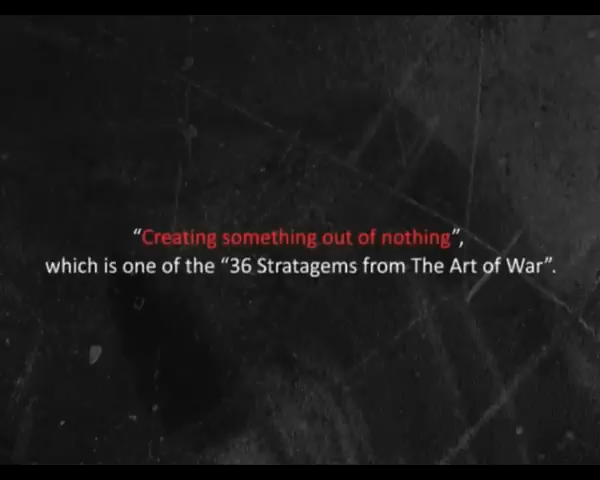 “Creating something out of nothing”,
which is one of the “36 Stratagems from The Art of War”.